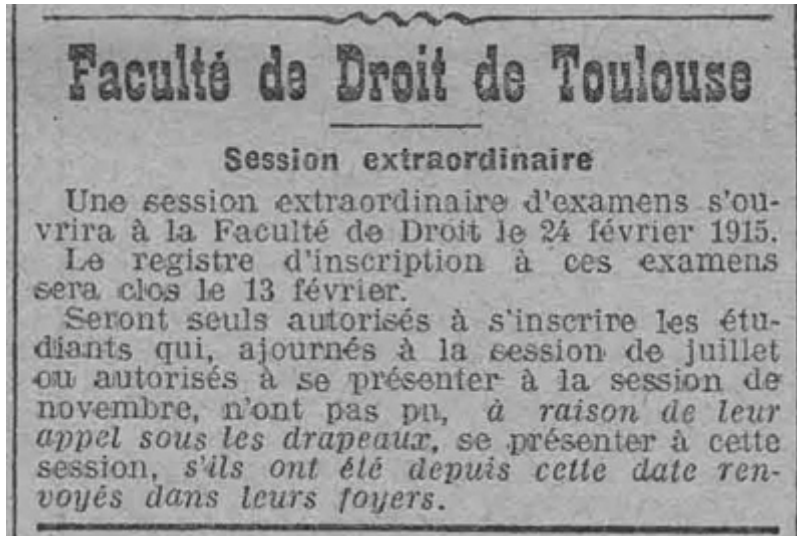 Faculté de Droit de Toulouse
Session extraordinaire
Une session extraordinaire d'examens s'ou-
vrira à la Faculté de Droit le 24 février 1915.
Le registre d'inscription à ces examens
sera clos le 13 février.
Seront seuls autorisés à s'inscrire les étu-
diants qui, ajournés à la session de juillet
ou autorisés à se présenter à la session de
novembre, n'ont pas pu, à raison de leur
appel sous les drapeaux, se présenter à cette
session, s'ils ont été depuis cette date ren-
voyés dans leurs foyers.